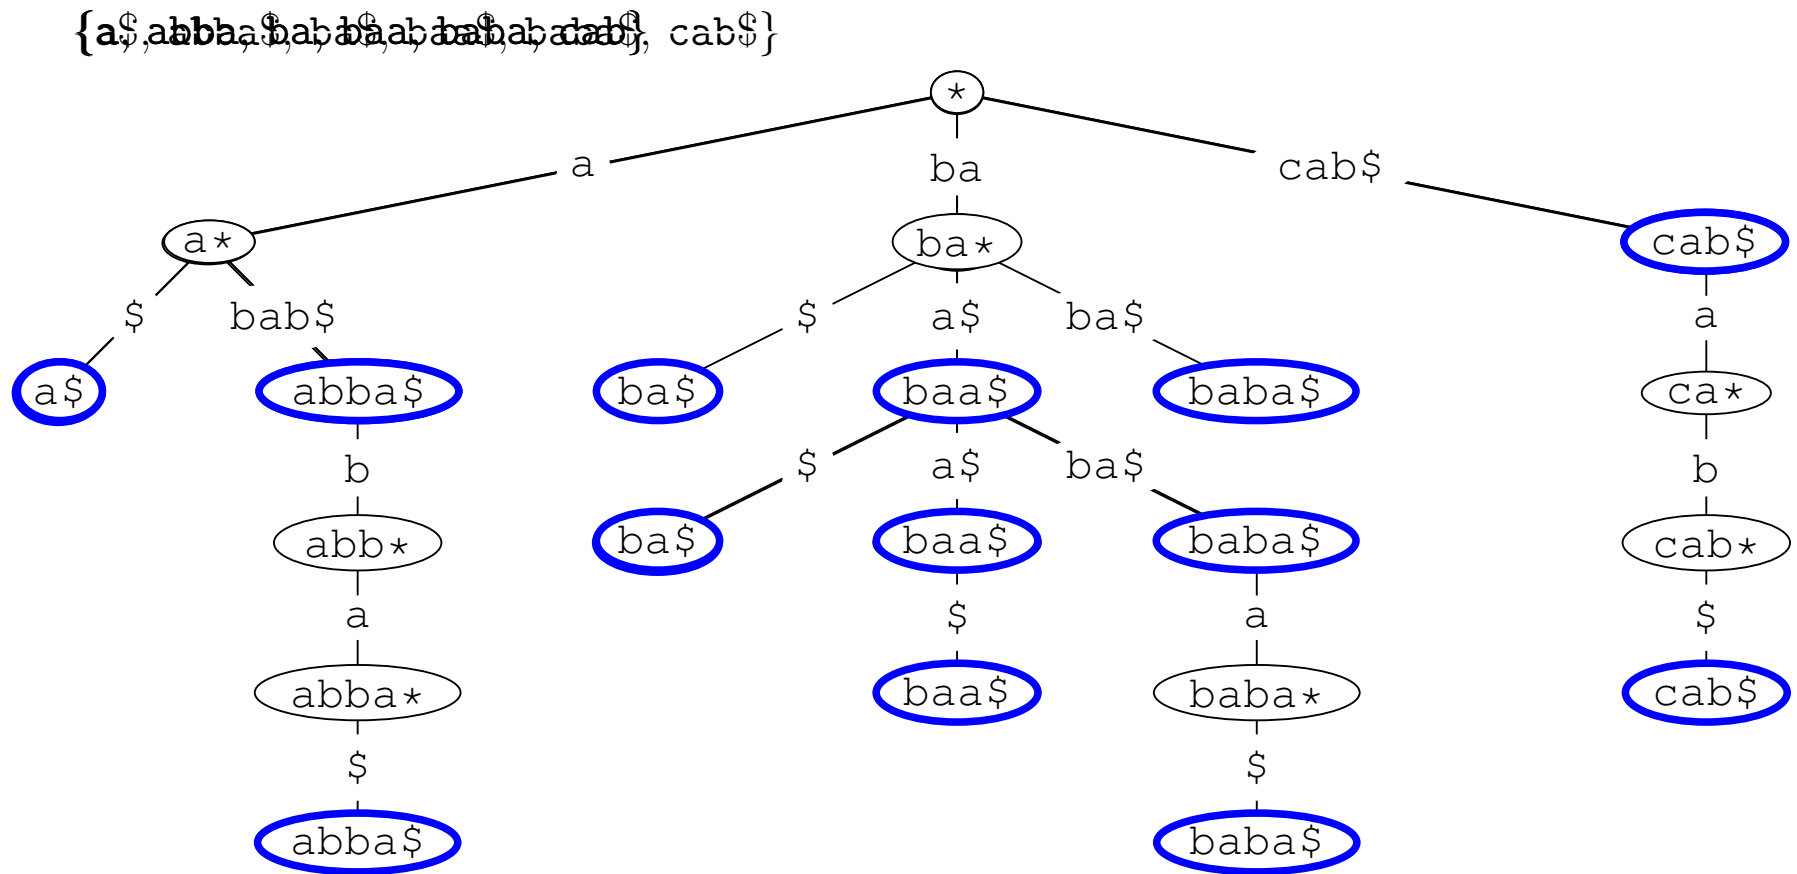 cab$}
*
a ba cab$
a* ba* cab$
$ bab$ $ a$ ba$ a
a$ abba$ ba$ baa$ baba$ ca*
b $ a$ ba$ b
abb* ba$ baa$ baba$ cab*
a $ a $
abba* baa$ baba* cab$
$ $
abba$ baba$